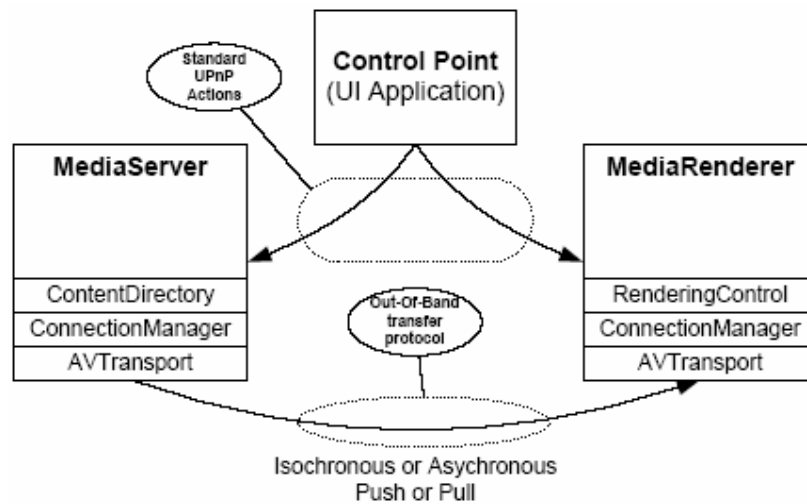 Standard
UPnP
Actions
Control Point
(UI Application)
MediaServer
ContentDirectory
ConnectionManager
AVTransport
MediaRenderer
RenderingControl
ConnectionManager
AVTransport
Out-Of-Band
transfer
protocol
Isochronous or Asychronous
Push or Pull